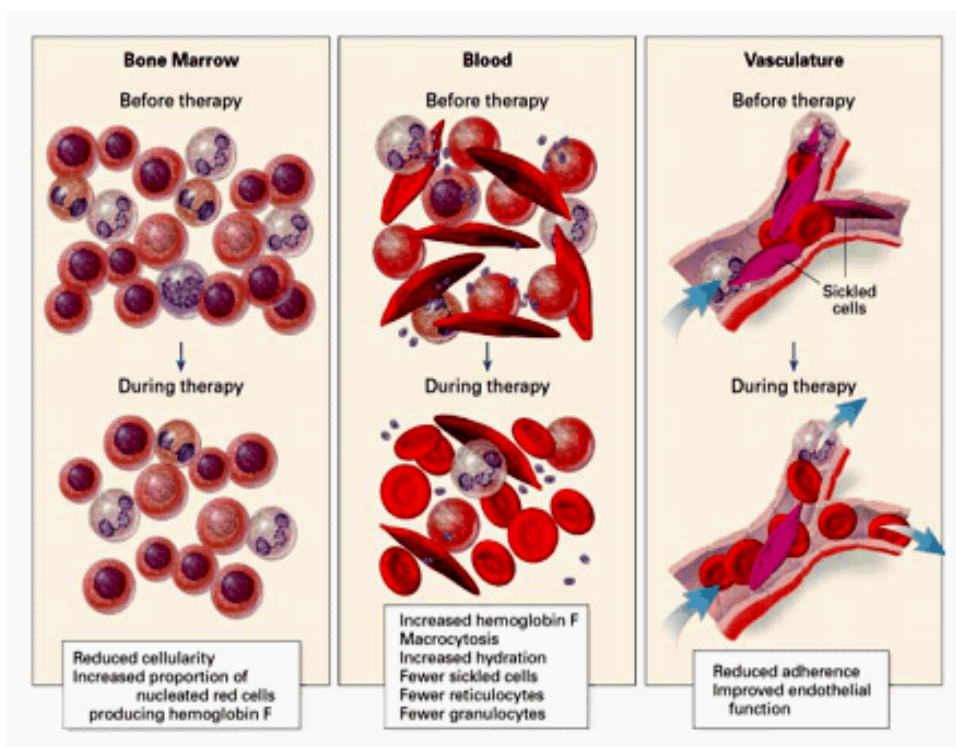 Bone Marrow
Before therapy
During therapy
Reduced cellularity
Increased proportion of
nucleated red cells
producing hemoglobin F
Blood
Before therapy
During therapy
Increased hemoglobin F
Macrocytosis
Increased hydration
Fewer sickled cells
Fewer reticulocytes
Fewer granulocytes
Vasculature
Before therapy
Sickled
cells
During therapy
Reduced adherence
Improved endothelial
function